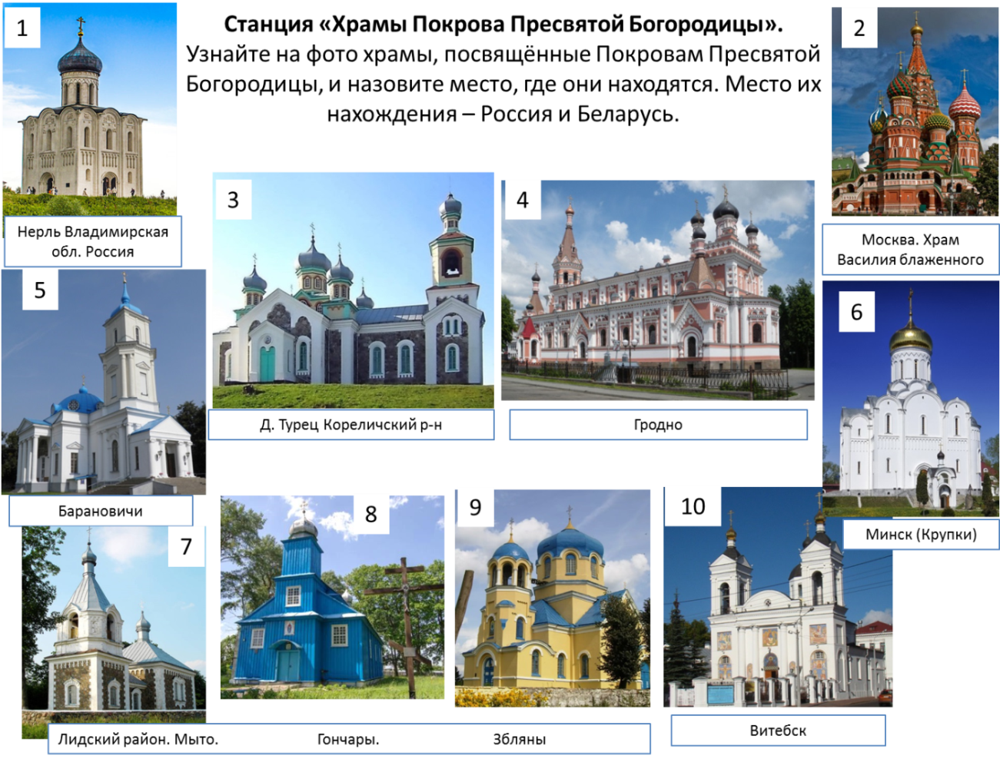 1
Станция «Храмы Покрова Пресвятой Богородицы».
Узнайте на фото храмы, посвящённые Покровам Пресвятой
Богородицы, и назовите место, где они находятся. Место их
нахождения – Россия и Беларусь.
2
3
4
Нерль Владимирская
обл. Россия
Москва. Храм
Василия блаженного
5
6
Д. Турец Кореличский р-н
Гродно
Барановичи
7
8
9
10
Минск (Крупки)
Лидский район. Мыто. Гончары. Збляны
Витебск